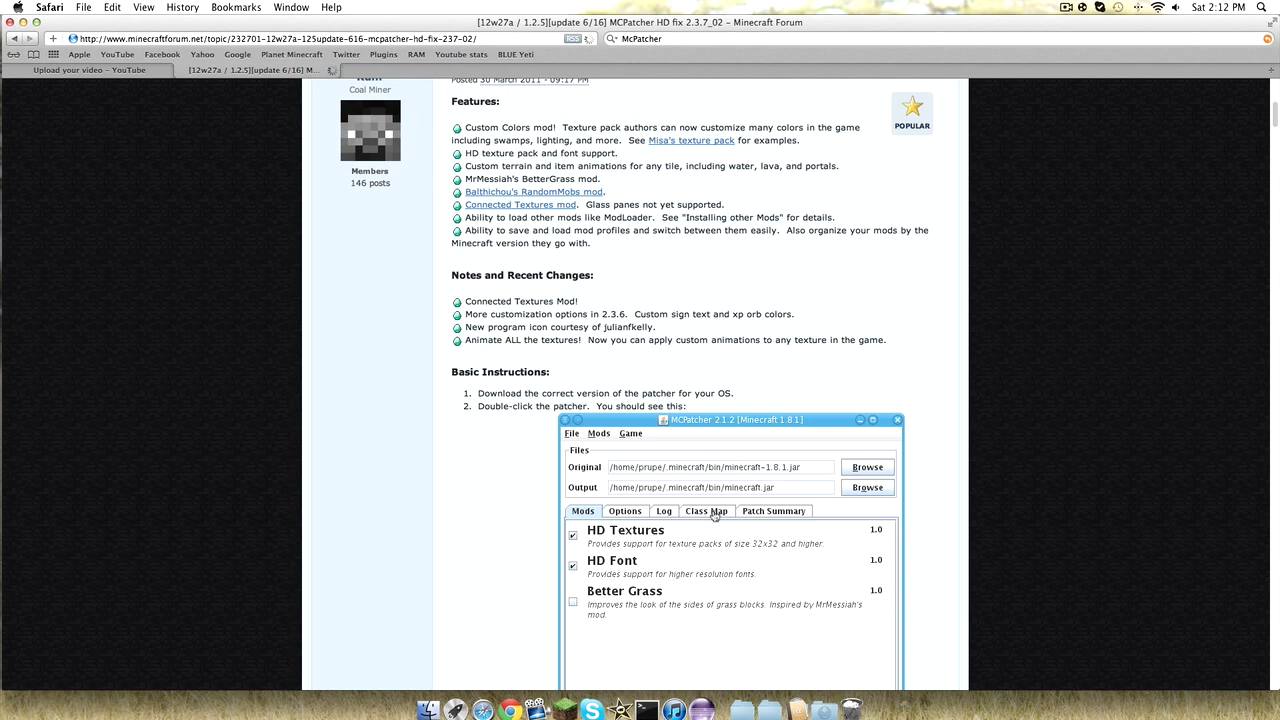 Safari File Edit View History Bookmarks Window Help Sat 2:12 PM
[12w27a / 1.2.5][update 6/16] MCPatcher HD fix 2.3.7_02 – Minecraft Forum
http://www.minecraftforum.net/topic/232701-12w27a-125update-616-mcpatcher-hd-fix-237-02/ RSS McPatcher
Apple YouTube Facebook Yahoo Google Planet Minecraft Twitter Plugins RAM Youtube stats BLUE Yeti
Upload your video – YouTube [12w27a / 1.2.5][update 6/16] M...
Coal Miner
Members
146 posts
Posted 30 March 2011 - 09:17 PM
POPULAR
Features:
Custom Colors mod! Texture pack authors can now customize many colors in the game
including swamps, lighting, and more. See Misa's texture pack for examples.
HD texture pack and font support.
Custom terrain and item animations for any tile, including water, lava, and portals.
MrMessiah's BetterGrass mod.
Balthichou's RandomMobs mod.
Connected Textures mod. Glass panes not yet supported.
Ability to load other mods like ModLoader. See "Installing other Mods" for details.
Ability to save and load mod profiles and switch between them easily. Also organize your mods by the
Minecraft version they go with.
Notes and Recent Changes:
Connected Textures Mod!
More customization options in 2.3.6. Custom sign text and xp orb colors.
New program icon courtesy of julianfkelly.
Animate ALL the textures! Now you can apply custom animations to any texture in the game.
Basic Instructions:
1. Download the correct version of the patcher for your OS.
2. Double-click the patcher. You should see this:
MCPatcher 2.1.2 [Minecraft 1.8.1]
File Mods Game
Files
Original /home/prupe/.minecraft/bin/minecraft-1.8.1.jar Browse
Output /home/prupe/.minecraft/bin/minecraft.jar Browse
Mods Options Log Class Map Patch Summary
HD Textures 1.0
Provides support for texture packs of size 32x32 and higher.
HD Font 1.0
Provides support for higher resolution fonts.
Better Grass 1.0
Improves the look of the sides of grass blocks. Inspired by MrMessiah's
mod.